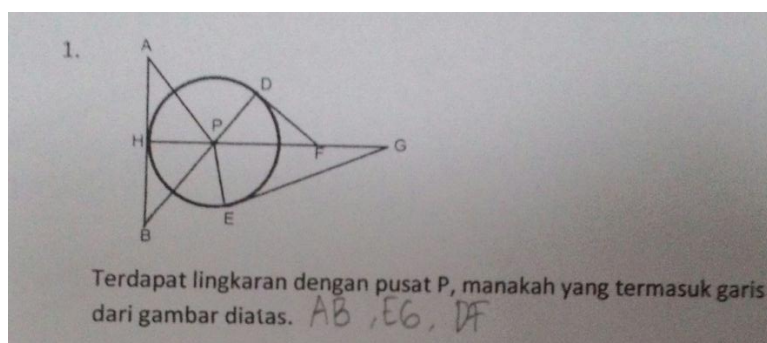 1.
A
D
P
H
F
G
E
B
Terdapat lingkaran dengan pusat P, manakah yang termasuk garis
dari gambar diatas. AB , EG , DF